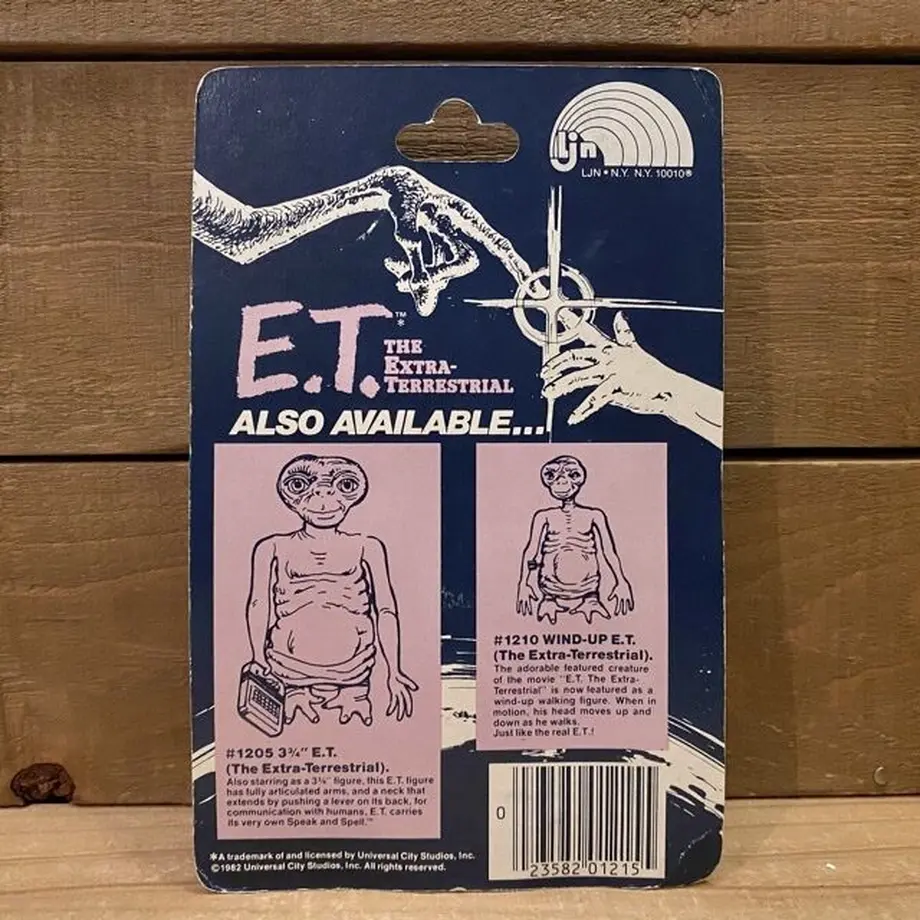 ljn
LJN • N.Y. N.Y. 10010®
E.T.™
*
THE
EXTRA-
TERRESTRIAL
ALSO AVAILABLE...
#1205 3¾" E.T.
(The Extra-Terrestrial).
Also starring as a 3¾" figure, this E.T. figure
has fully articulated arms, and a neck that
extends by pushing a lever on its back, for
communication with humans, E.T. carries
its very own Speak and Spell.™
#1210 WIND-UP E.T.
(The Extra-Terrestrial).
The adorable featured creature
of the movie "E.T. The Extra-
Terrestrial" is now featured as a
wind-up walking figure. When in
motion, his head moves up and
down as he walks.
Just like the real E.T.!
*A trademark of and licensed by Universal City Studios, Inc.
©1982 Universal City Studios, Inc. All rights reserved.
0 23582 01215